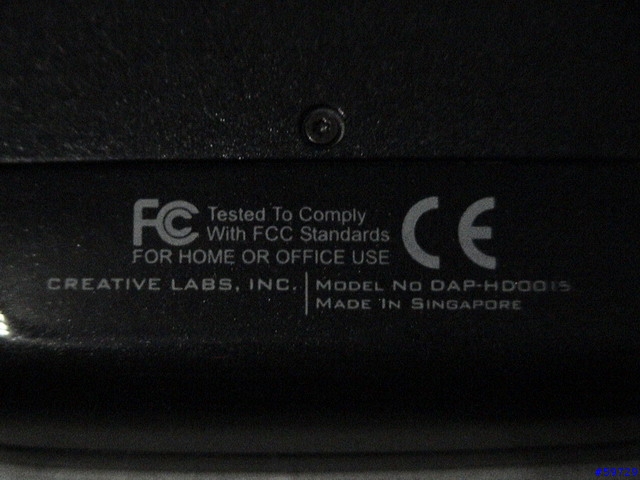 FC Tested To Comply
With FCC Standards
FOR HOME OR OFFICE USE
CE
CREATIVE LABS, INC.
MODEL NO DAP-HD0015
MADE IN SINGAPORE